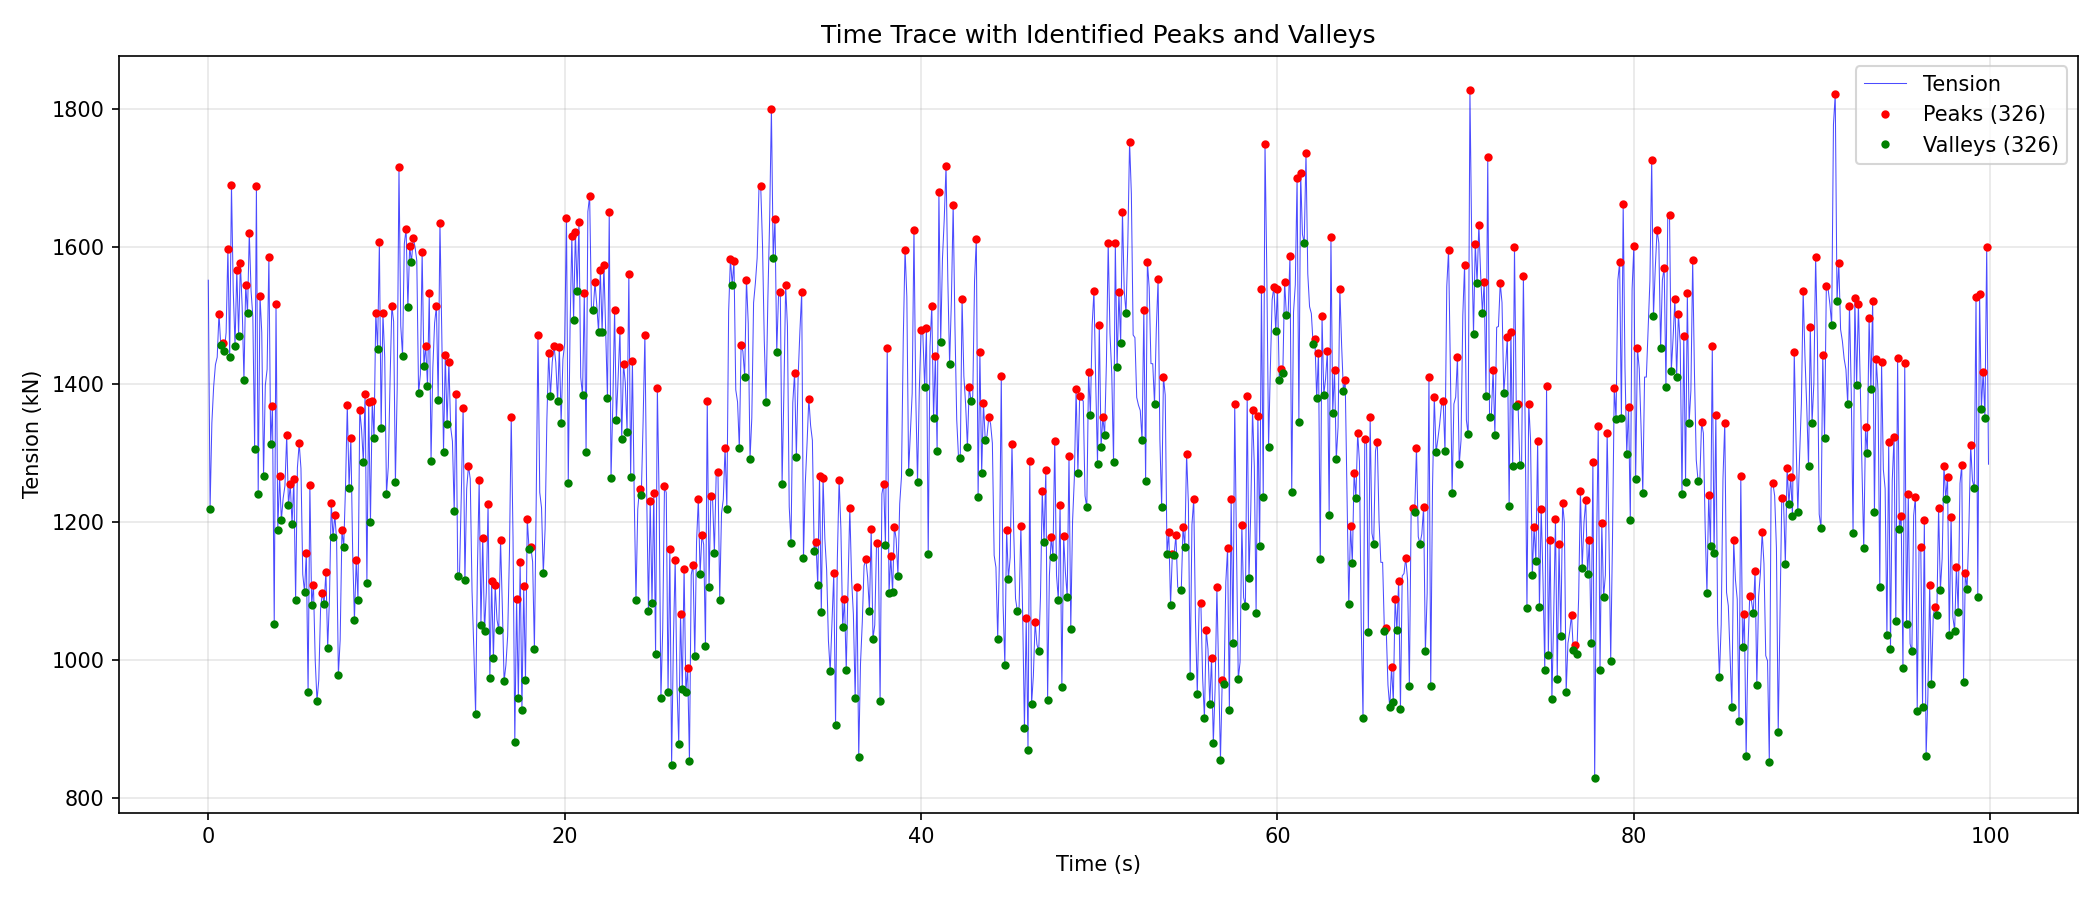 Time Trace with Identified Peaks and Valleys
Tension (kN)
1800
1600
1400
1200
1000
800
0
20
40
60
80
100
Time (s)
Tension
Peaks (326)
Valleys (326)